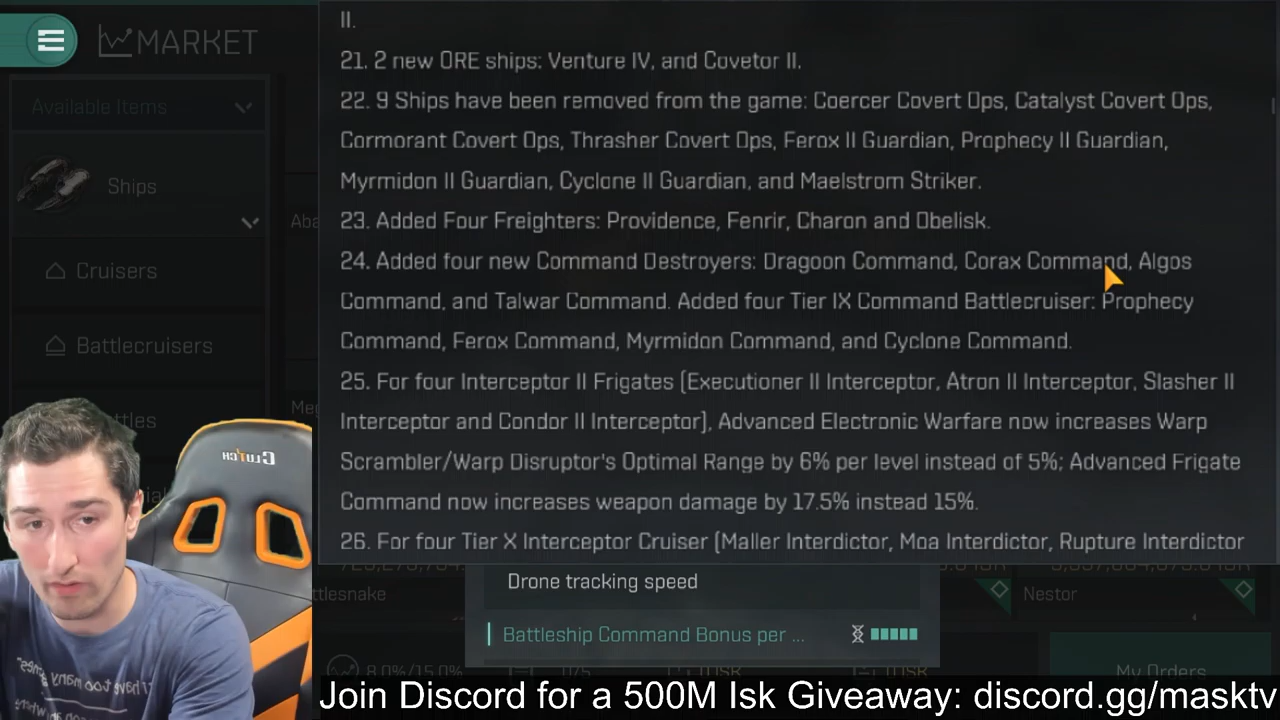 MARKET
Available Items
Ships
Cruisers
Battlecruisers
II.
21. 2 new ORE ships: Venture IV, and Covetor II.
22. 9 Ships have been removed from the game: Coercer Covert Ops, Catalyst Covert Ops,
Cormorant Covert Ops, Thrasher Covert Ops, Ferox II Guardian, Prophecy II Guardian,
Myrmidon II Guardian, Cyclone II Guardian, and Maelstrom Striker.
23. Added Four Freighters: Providence, Fenrir, Charon and Obelisk.
24. Added four new Command Destroyers: Dragoon Command, Corax Command, Algos
Command, and Talwar Command. Added four Tier IX Command Battlecruiser: Prophecy
Command, Ferox Command, Myrmidon Command, and Cyclone Command.
25. For four Interceptor II Frigates (Executioner II Interceptor, Atron II Interceptor, Slasher II
Interceptor and Condor II Interceptor), Advanced Electronic Warfare now increases Warp
Scrambler/Warp Disruptor's Optimal Range by 6% per level instead of 5%; Advanced Frigate
Command now increases weapon damage by 17.5% instead 15%.
26. For four Tier X Interceptor Cruiser (Maller Interdictor, Moa Interdictor, Rupture Interdictor
Drone tracking speed
Battleship Command Bonus per ...
ttlesnake
Nestor
8.0%/15.0%
My Orders
CLUTCH
Join Discord for a 500M Isk Giveaway: discord.gg/masktv